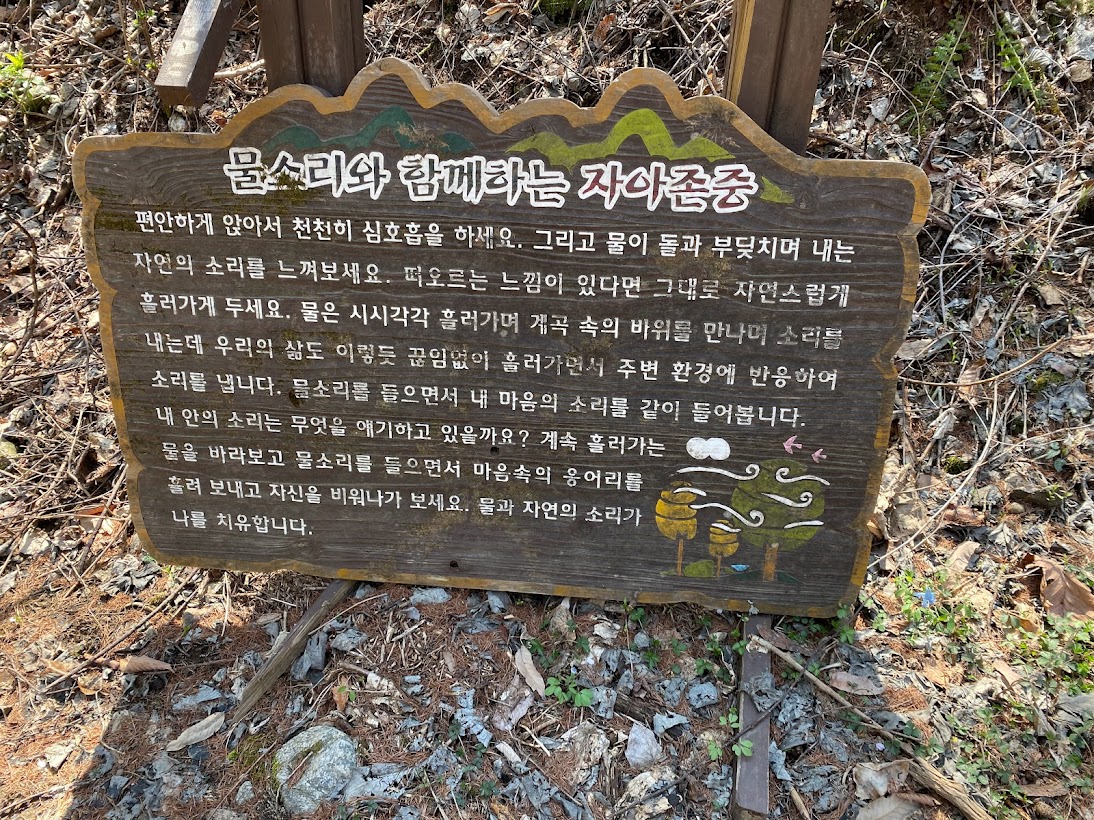 물소리와 함께하는 자아존중
편안하게 앉아서 천천히 심호흡을 하세요. 그리고 물이 돌과 부딪치며 내는
자연의 소리를 느껴보세요. 떠오르는 느낌이 있다면 그대로 자연스럽게
흘러가게 두세요. 물은 시시각각 흘러가며 계곡 속의 바위를 만나며 소리를
내는데 우리의 삶도 이렇듯 끊임없이 흘러가면서 주변 환경에 반응하여
소리를 냅니다. 물소리를 들으면서 내 마음의 소리를 같이 들어봅니다.
내 안의 소리는 무엇을 얘기하고 있을까요? 계속 흘러가는
물을 바라보고 물소리를 들으면서 마음속의 응어리를
흘려 보내고 자신을 비워나가 보세요. 물과 자연의 소리가
나를 치유합니다.